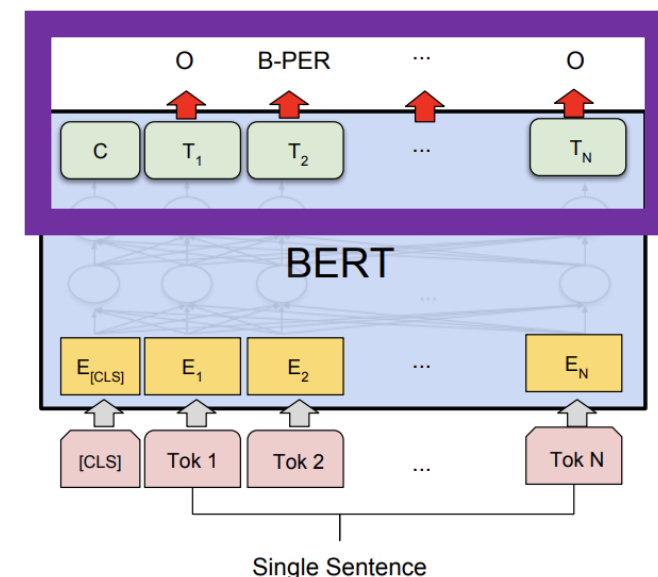 O B-PER ... O
C T1 T2 ... TN
BERT
...
E[CLS] E1 E2 ... EN
[CLS] Tok 1 Tok 2 ... Tok N
Single Sentence